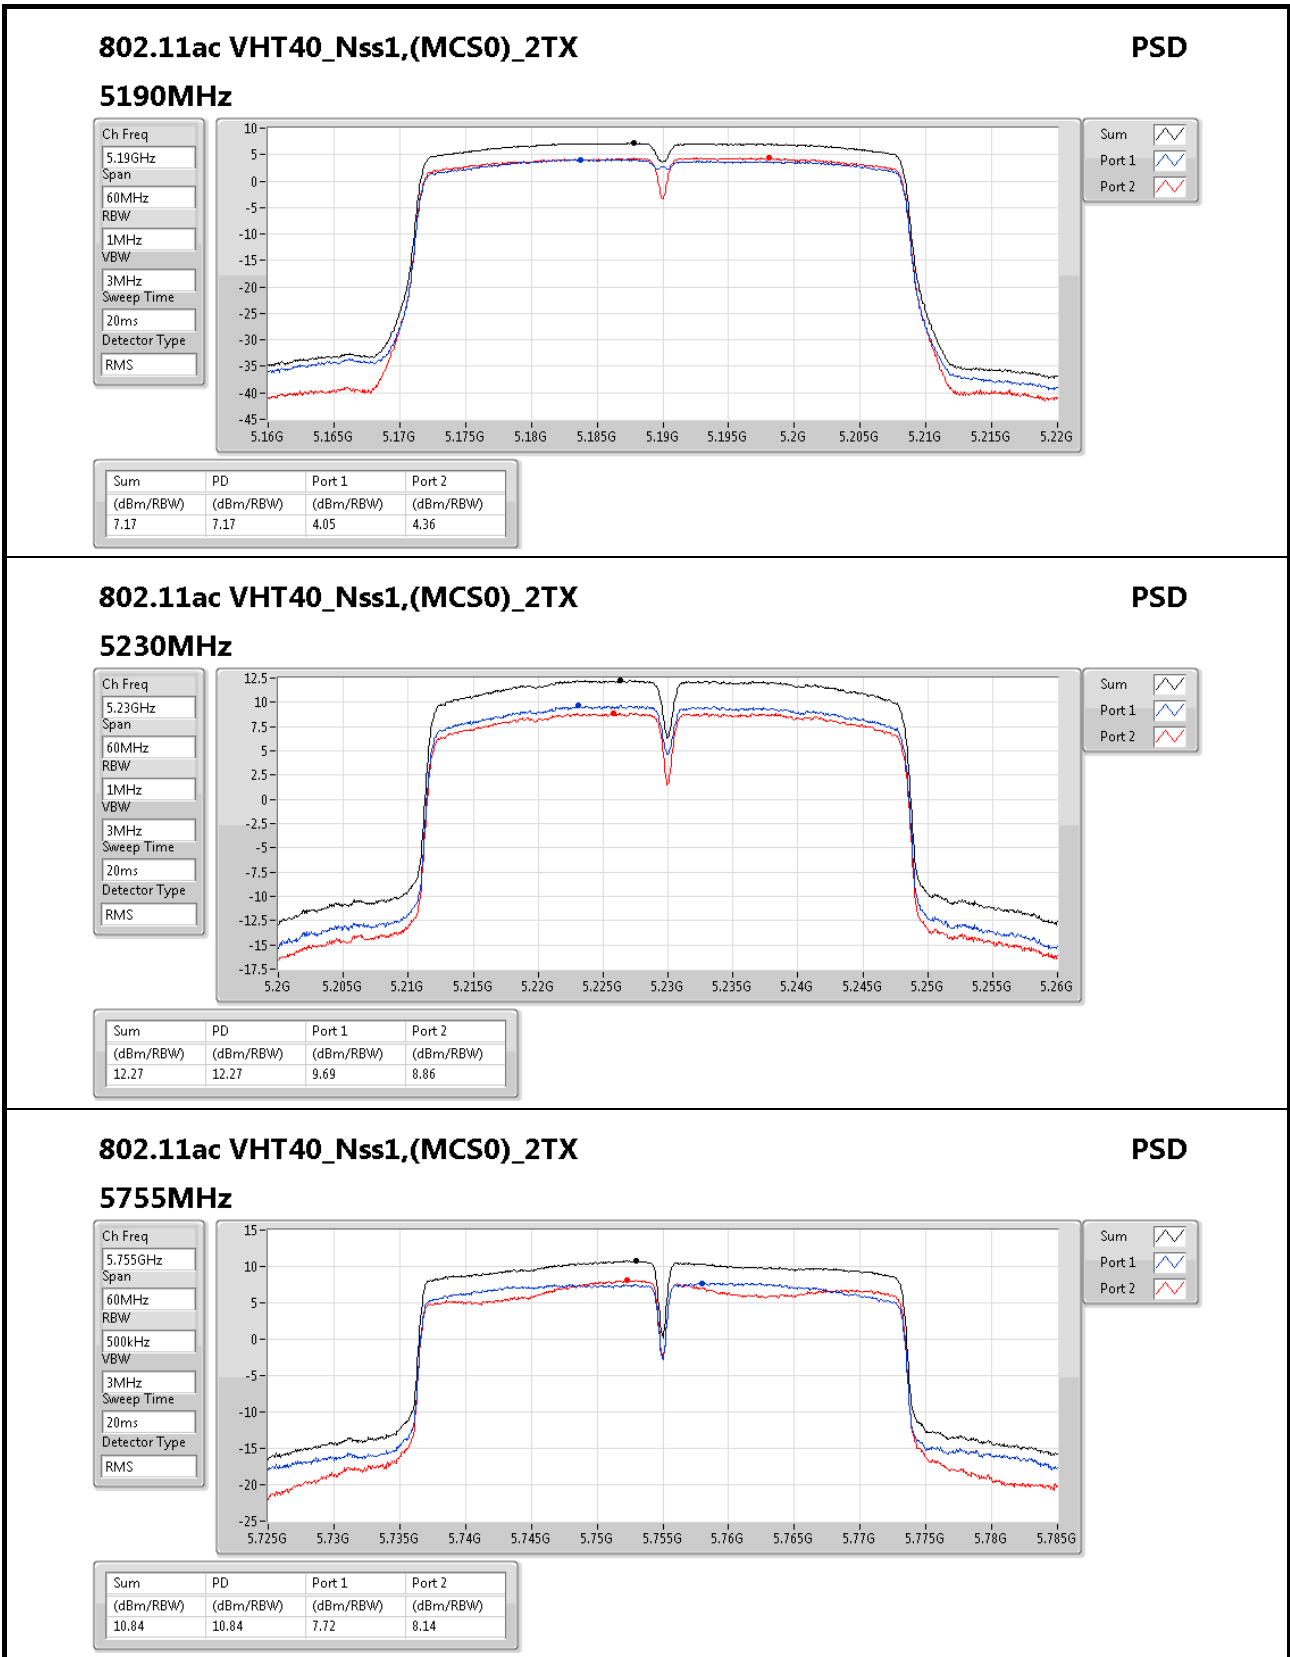 802.11ac VHT40_Nss1,(MCS0)_2TX PSD
5190MHz
Ch Freq
5.19GHz
Span
60MHz
RBW
1MHz
VBW
3MHz
Sweep Time
20ms
Detector Type
RMS
10
5
0
-5
-10
-15
-20
-25
-30
-35
-40
-45
5.16G 5.165G 5.17G 5.175G 5.18G 5.185G 5.19G 5.195G 5.2G 5.205G 5.21G 5.215G 5.22G
Sum
Port 1
Port 2
Sum PD Port 1 Port 2
(dBm/RBW) (dBm/RBW) (dBm/RBW) (dBm/RBW)
7.17 7.17 4.05 4.36
802.11ac VHT40_Nss1,(MCS0)_2TX PSD
5230MHz
Ch Freq
5.23GHz
Span
60MHz
RBW
1MHz
VBW
3MHz
Sweep Time
20ms
Detector Type
RMS
12.5
10
7.5
5
2.5
0
-2.5
-5
-7.5
-10
-12.5
-15
-17.5
5.2G 5.205G 5.21G 5.215G 5.22G 5.225G 5.23G 5.235G 5.24G 5.245G 5.25G 5.255G 5.26G
Sum
Port 1
Port 2
Sum PD Port 1 Port 2
(dBm/RBW) (dBm/RBW) (dBm/RBW) (dBm/RBW)
12.27 12.27 9.69 8.86
802.11ac VHT40_Nss1,(MCS0)_2TX PSD
5755MHz
Ch Freq
5.755GHz
Span
60MHz
RBW
500kHz
VBW
3MHz
Sweep Time
20ms
Detector Type
RMS
15
10
5
0
-5
-10
-15
-20
-25
5.725G 5.73G 5.735G 5.74G 5.745G 5.75G 5.755G 5.76G 5.765G 5.77G 5.775G 5.78G 5.785G
Sum
Port 1
Port 2
Sum PD Port 1 Port 2
(dBm/RBW) (dBm/RBW) (dBm/RBW) (dBm/RBW)
10.84 10.84 7.72 8.14